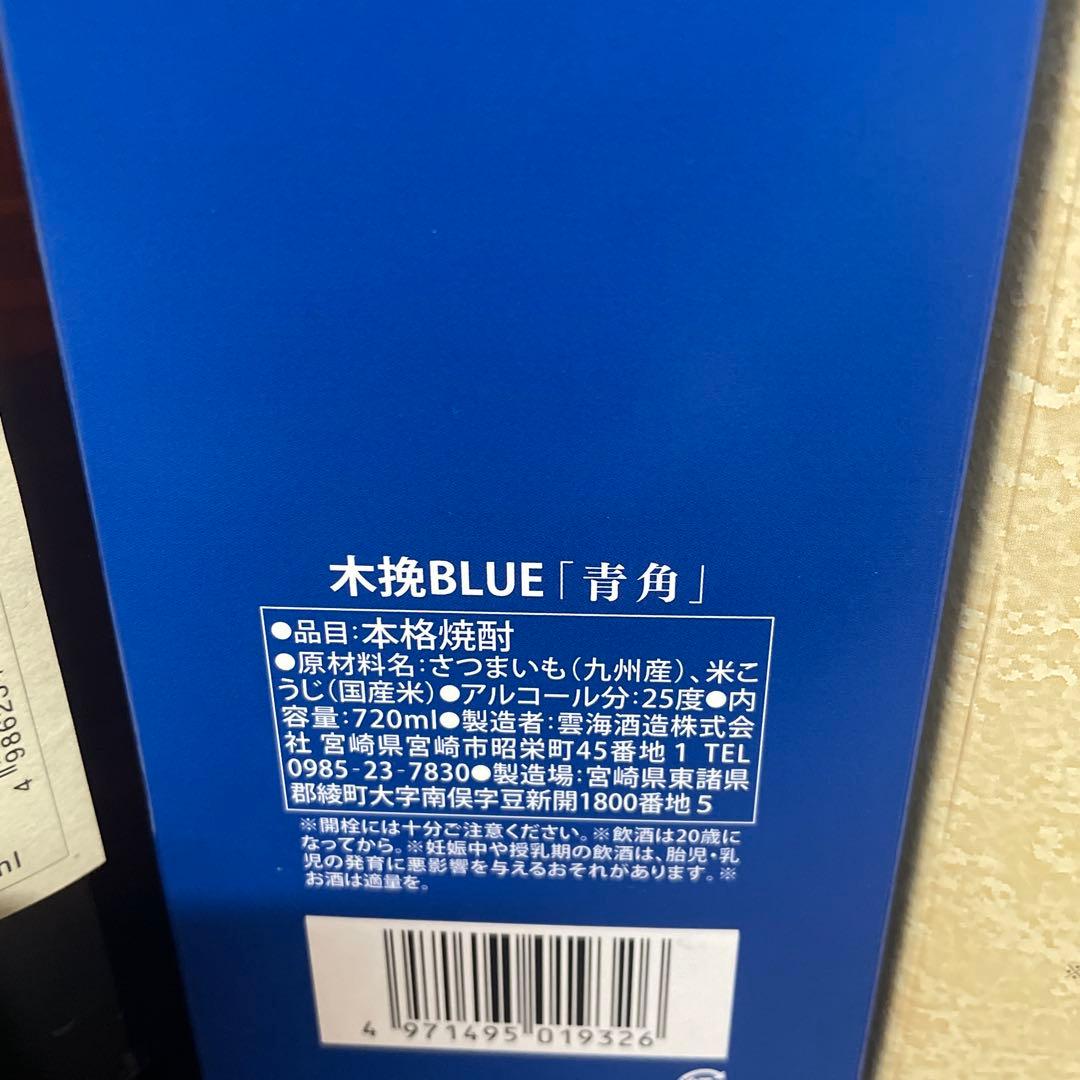 木挽BLUE「青角」
●品目:本格焼酎
●原材料名:さつまいも(九州産)、米こ
うじ(国産米)●アルコール分:25度●内
容量:720ml●製造者:雲海酒造株式会
社 宮崎県宮崎市昭栄町45番地1 TEL
0985-23-7830●製造場:宮崎県東諸県
郡綾町大字南俣字豆新開1800番地5
※開栓には十分ご注意ください。※飲酒は20歳に
なってから。※妊娠中や授乳期の飲酒は、胎児・乳
児の発育に悪影響を与えるおそれがあります。※
お酒は適量を。
4 971495 019326